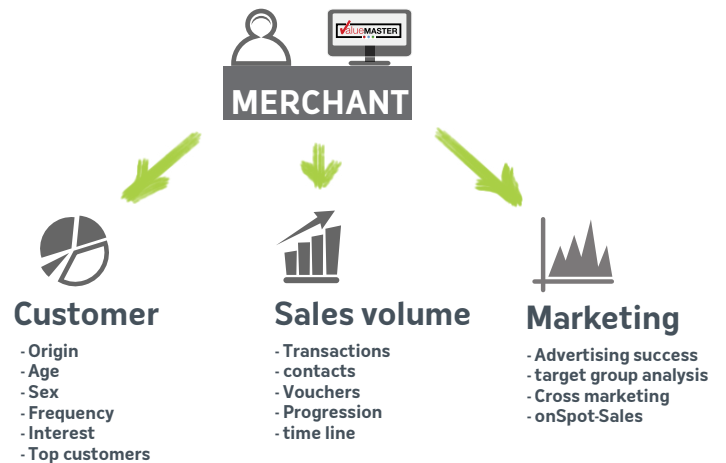 ValueMASTER
MERCHANT
Customer
- Origin
- Age
- Sex
- Frequency
- Interest
- Top customers
Sales volume
- Transactions
- contacts
- Vouchers
- Progression
- time line
Marketing
- Advertising success
- target group analysis
- Cross marketing
- onSpot-Sales